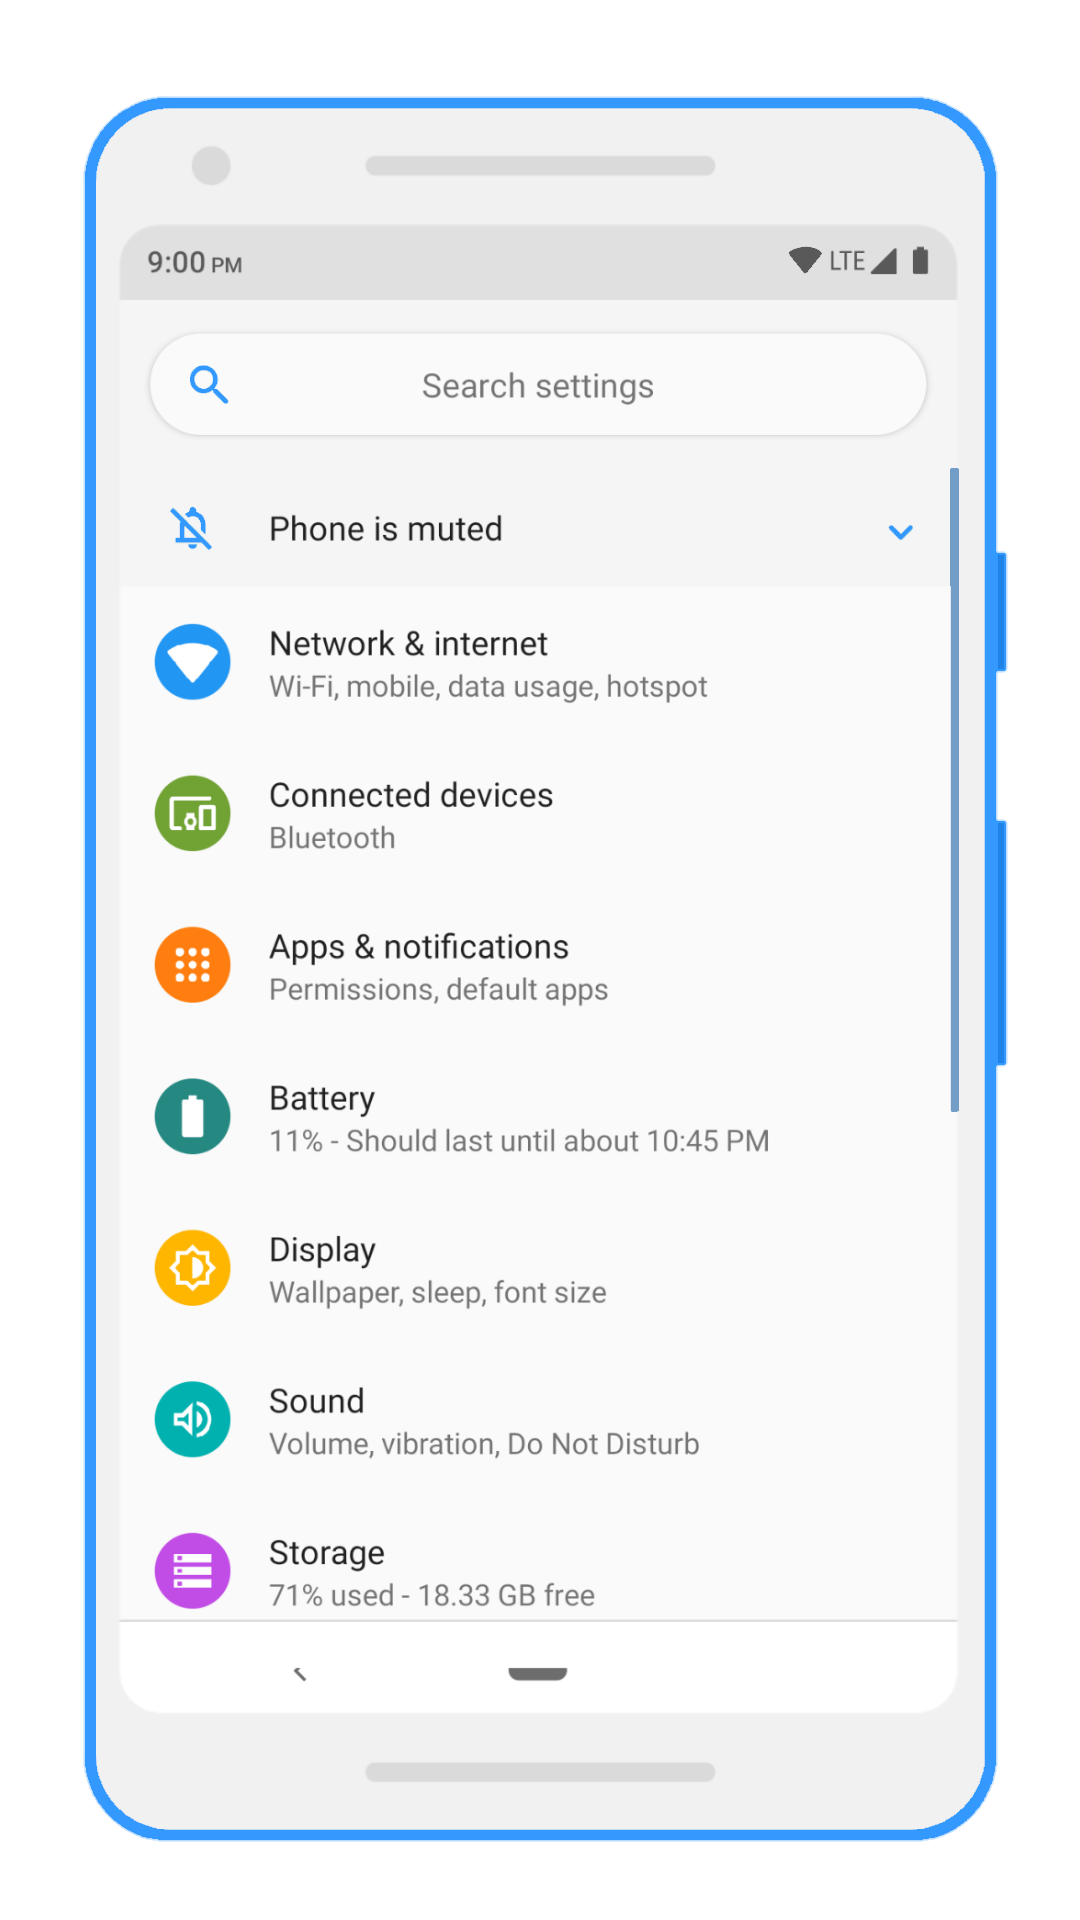 9:00 PM LTE
Search settings
Phone is muted
Network & internet
Wi-Fi, mobile, data usage, hotspot
Connected devices
Bluetooth
Apps & notifications
Permissions, default apps
Battery
11% - Should last until about 10:45 PM
Display
Wallpaper, sleep, font size
Sound
Volume, vibration, Do Not Disturb
Storage
71% used - 18.33 GB free